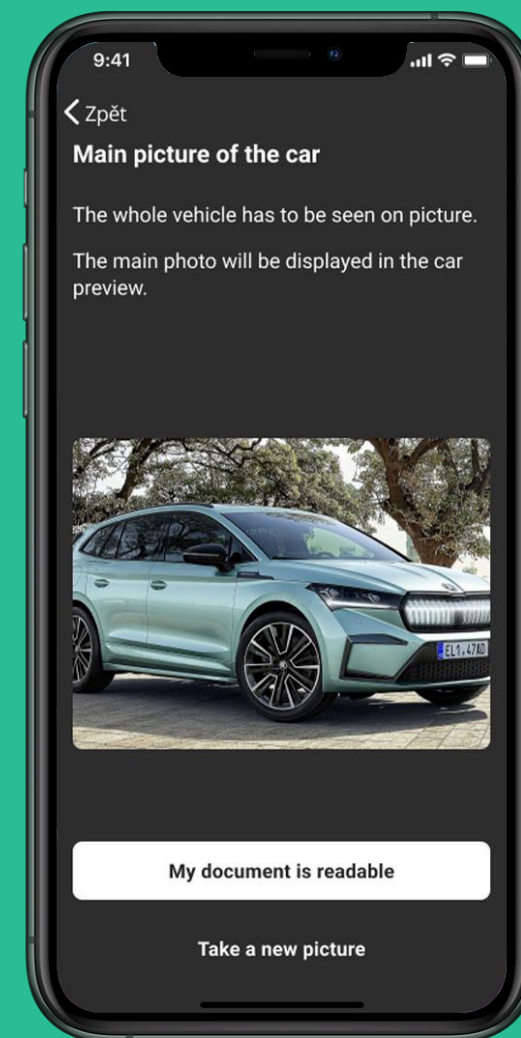 9:41
Zpět
Main picture of the car
The whole vehicle has to be seen on picture.
The main photo will be displayed in the car
preview.
EL1.47AD
My document is readable
Take a new picture